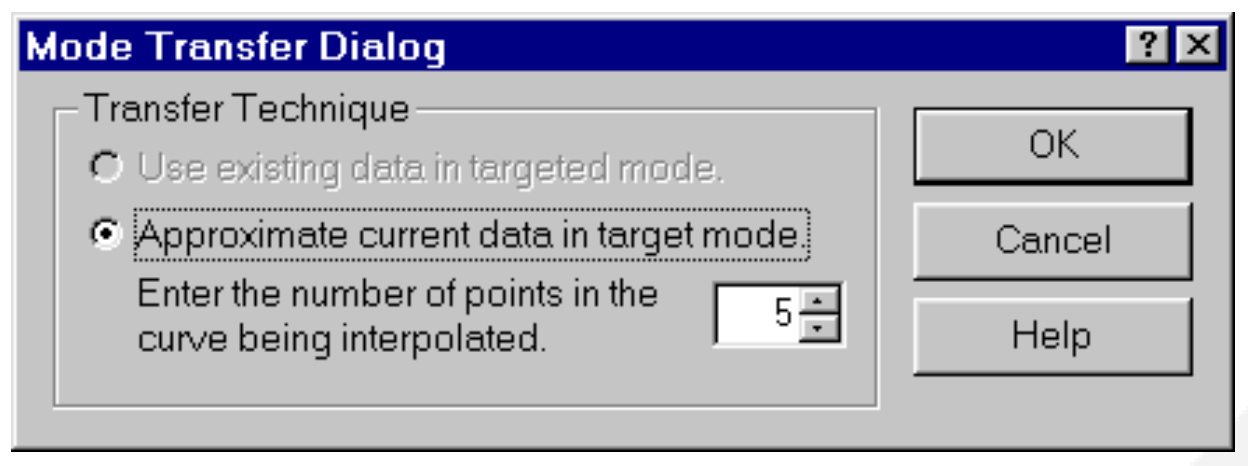 Mode Transfer Dialog
Transfer Technique
Use existing data in targeted mode.
Approximate current data in target mode.
Enter the number of points in the
curve being interpolated.
5
OK
Cancel
Help